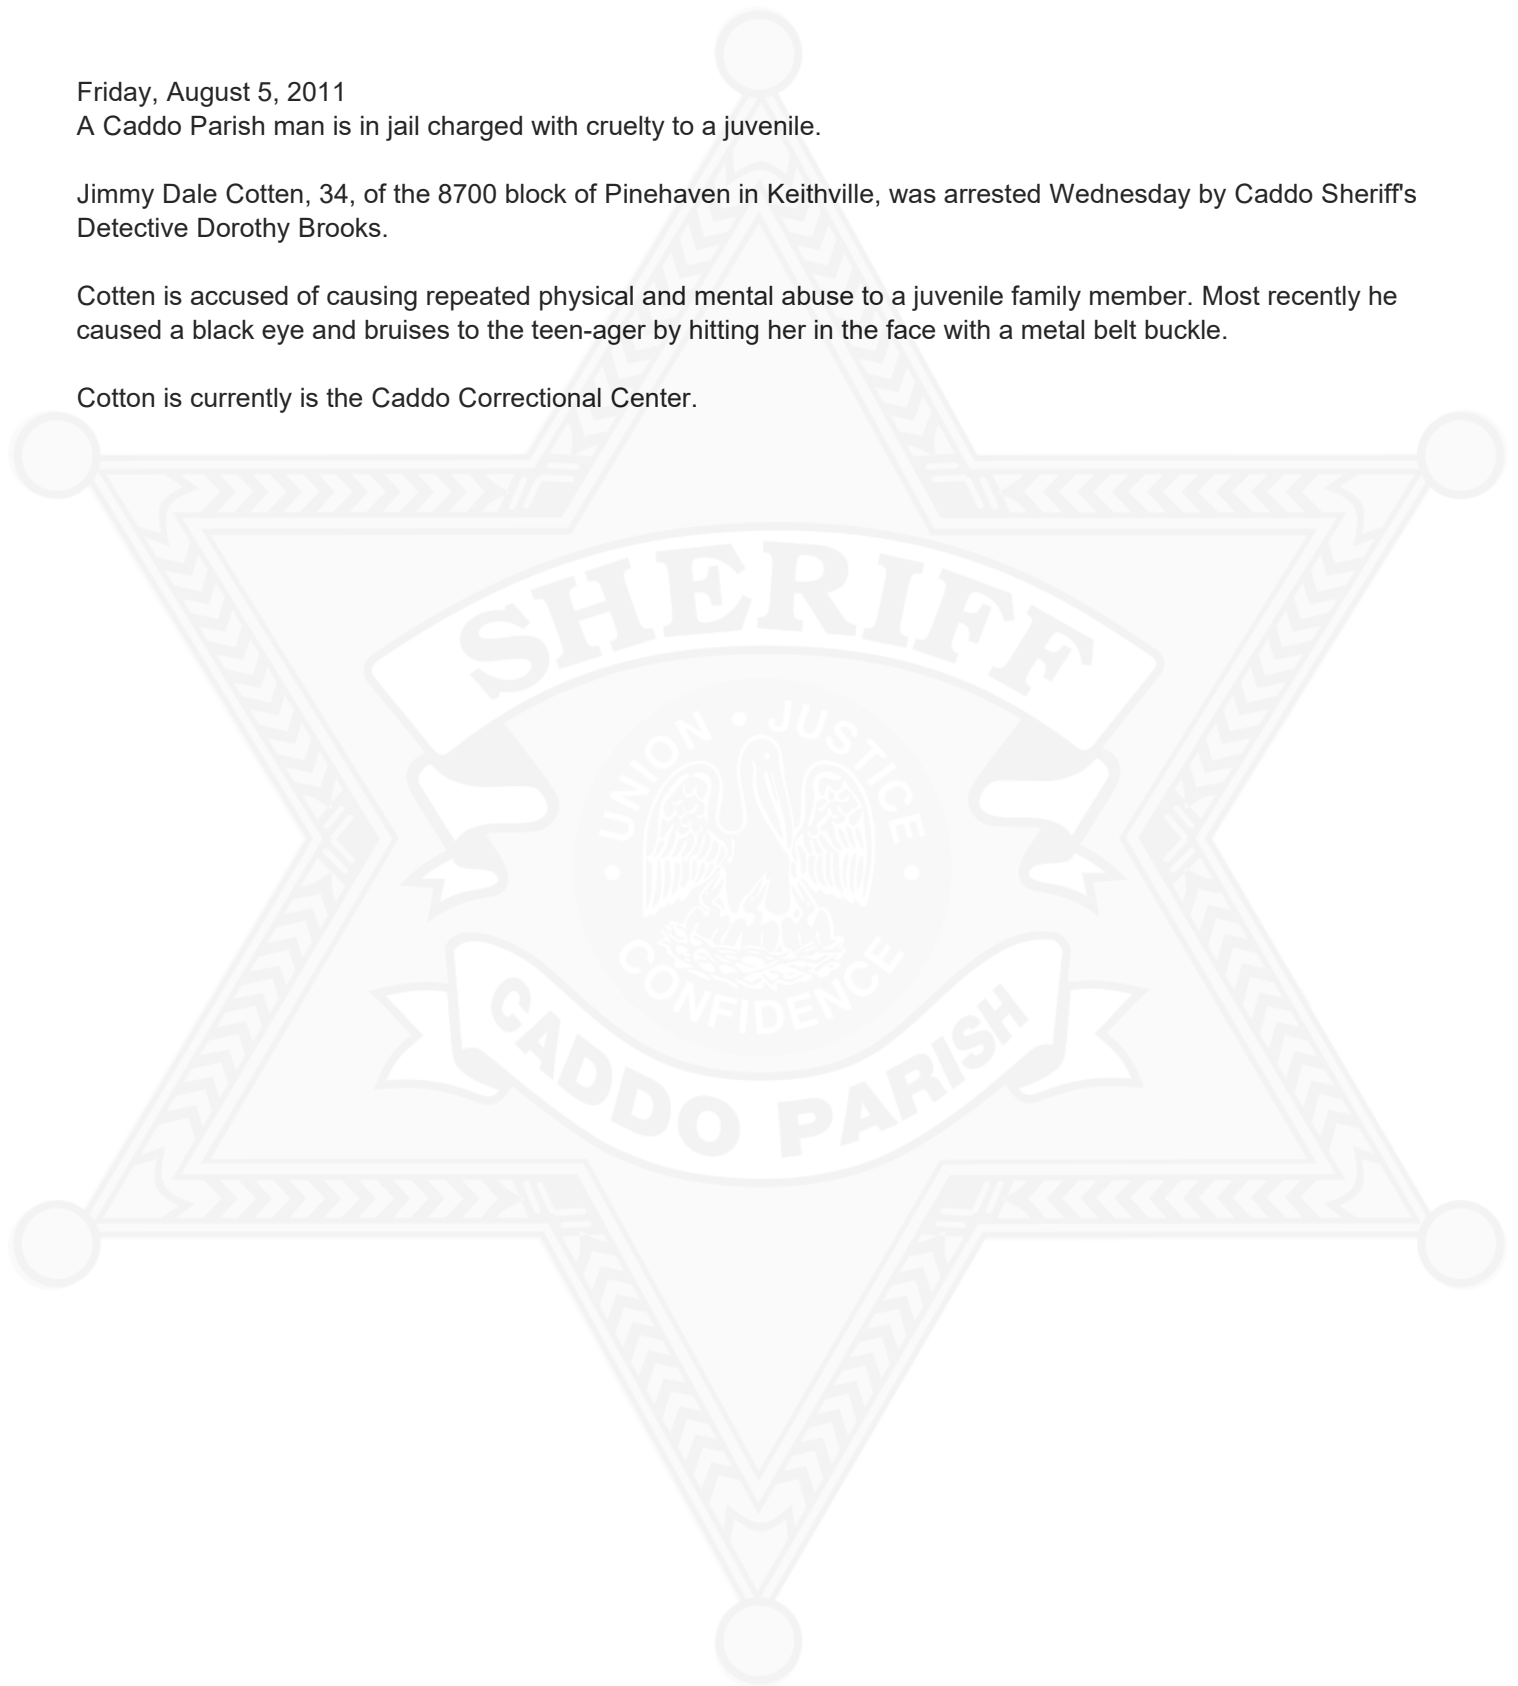 Friday, August 5, 2011
A Caddo Parish man is in jail charged with cruelty to a juvenile.
Jimmy Dale Cotten, 34, of the 8700 block of Pinehaven in Keithville, was arrested Wednesday by Caddo Sheriff's
Detective Dorothy Brooks.
Cotten is accused of causing repeated physical and mental abuse to a juvenile family member. Most recently he
caused a black eye and bruises to the teen-ager by hitting her in the face with a metal belt buckle.
Cotton is currently is the Caddo Correctional Center.
SHERIFF
UNION • JUSTICE
• CONFIDENCE •
CADDO PARISH